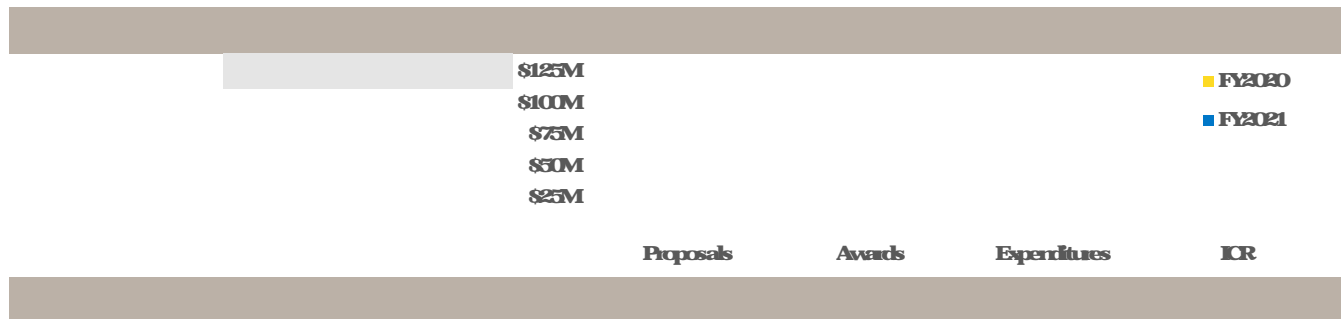 $125M
FY2020
$100M
FY2021
$75M
$50M
$25M
Proposals Awards Expenditures ICR